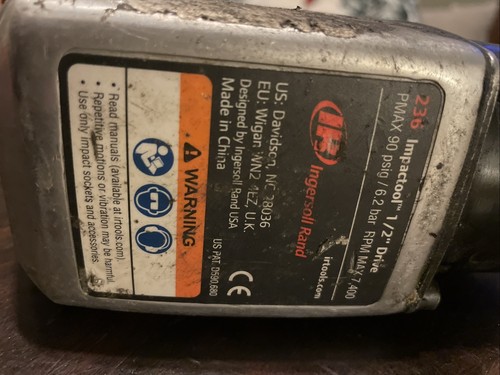 236 Impactool™ 1/2" Drive
PMAX 90 psig / 6.2 bar RPM MAX 7,400
IR Ingersoll Rand
irtools.com
US: Davidson, NC 28036
EU: Wigan WN2 4EZ, U.K.
Designed by Ingersoll Rand USA
Made in China
CE
US PAT. D590,680
WARNING
• Read manuals (available at irtools.com).
• Repetitive motions or vibration may be harmful.
• Use only impact sockets and accessories.